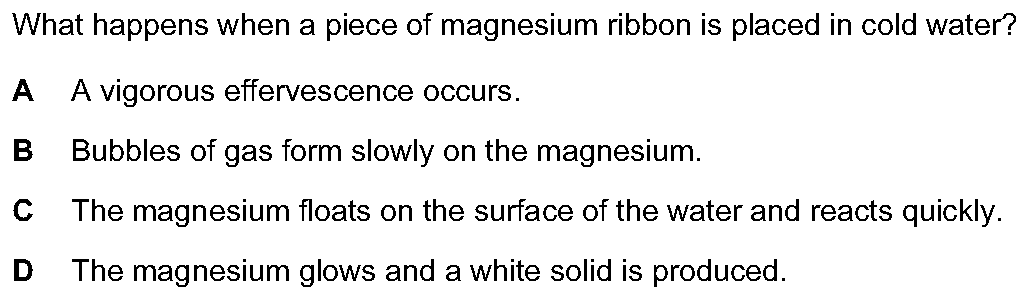 What happens when a piece of magnesium ribbon is placed in cold water?
A A vigorous effervescence occurs.
B Bubbles of gas form slowly on the magnesium.
C The magnesium floats on the surface of the water and reacts quickly.
D The magnesium glows and a white solid is produced.